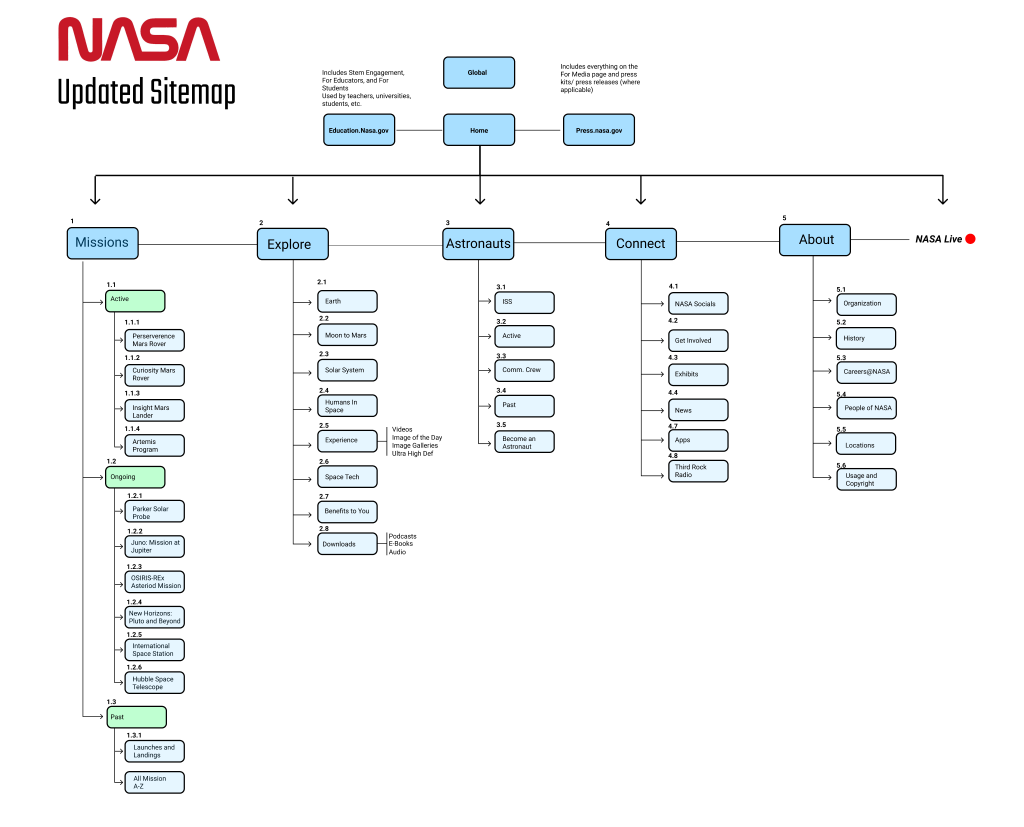 NASA
Updated Sitemap
Includes Stem Engagement,
For Educators, and For
Students
Used by teachers, universities,
students, etc.
Global
Includes everything on the
For Media page and press
kits/ press releases (where
applicable)
Education.Nasa.gov
Home
Press.nasa.gov
1
Missions
2
Explore
3
Astronauts
4
Connect
5
About
NASA Live
1.1
Active
1.1.1
Perserverence
Mars Rover
1.1.2
Curiosity Mars
Rover
1.1.3
Insight Mars
Lander
1.1.4
Artemis
Program
1.2
Ongoing
1.2.1
Parker Solar
Probe
1.2.2
Juno: Mission at
Jupiter
1.2.3
OSIRIS-REx
Asteriod Mission
1.2.4
New Horizons:
Pluto and Beyond
1.2.5
International
Space Station
1.2.6
Hubble Space
Telescope
1.3
Past
1.3.1
Launches and
Landings
All Mission
A-Z
2.1
Earth
2.2
Moon to Mars
2.3
Solar System
2.4
Humans In
Space
2.5
Experience
Videos
Image of the Day
Image Galleries
Ultra High Def
2.6
Space Tech
2.7
Benefits to You
2.8
Downloads
Podcasts
E-Books
Audio
3.1
ISS
3.2
Active
3.3
Comm. Crew
3.4
Past
3.5
Become an
Astronaut
4.1
NASA Socials
4.2
Get Involved
4.3
Exhibits
4.4
News
4.7
Apps
4.8
Third Rock
Radio
5.1
Organization
5.2
History
5.3
Careers@NASA
5.4
People of NASA
5.5
Locations
5.6
Usage and
Copyright